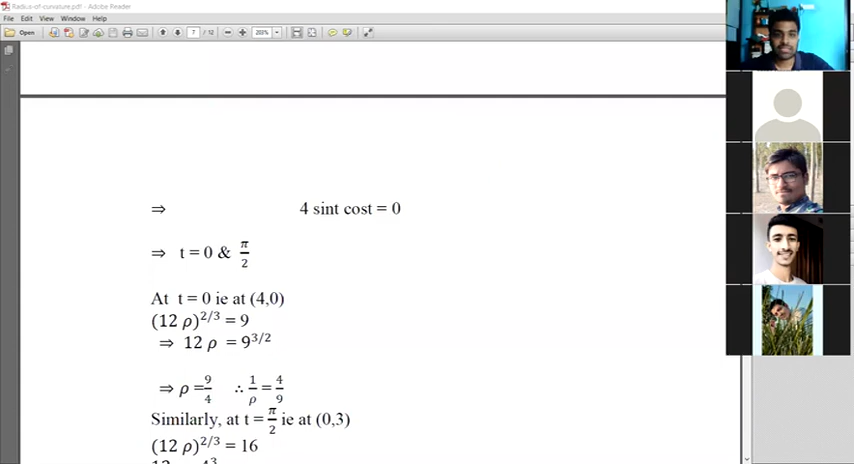 Radius-of-curvature.pdf - Adobe Reader
File Edit View Window Help
Open 7 / 12 203%
⇒ 4 sint cost = 0
⇒ t = 0 & π/2
At t = 0 ie at (4,0)
(12 ρ)^2/3 = 9
⇒ 12 ρ = 9^3/2
⇒ ρ = 9/4 ∴ 1/ρ = 4/9
Similarly, at t = π/2 ie at (0,3)
(12 ρ)^2/3 = 16